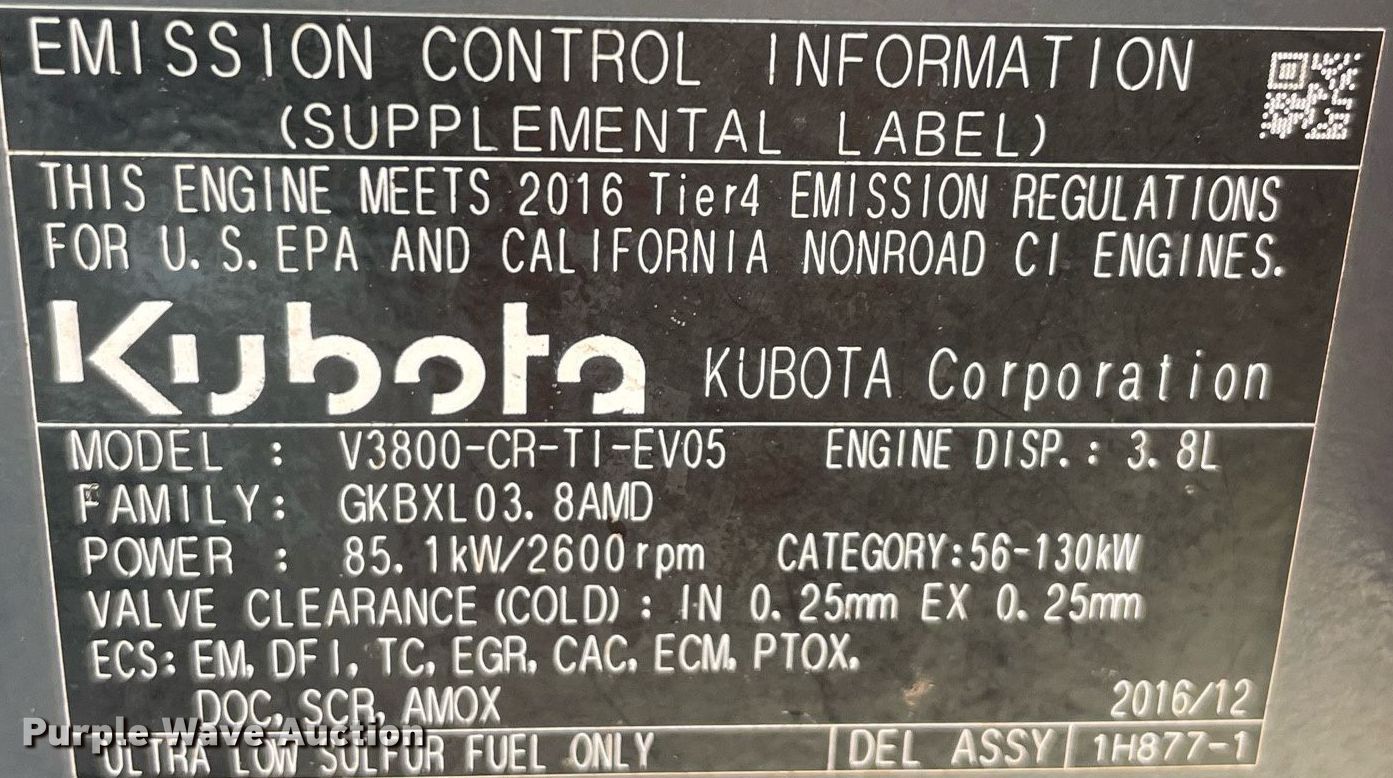 EMISSION CONTROL INFORMATION
(SUPPLEMENTAL LABEL)
THIS ENGINE MEETS 2016 Tier4 EMISSION REGULATIONS
FOR U.S.EPA AND CALIFORNIA NONROAD CI ENGINES.
Kubota KUBOTA Corporation
MODEL : V3800-CR-TI-EV05 ENGINE DISP.: 3.8L
FAMILY: GKBXL03.8AMD
POWER : 85.1kW/2600rpm CATEGORY:56-130kW
VALVE CLEARANCE(COLD): IN 0.25mm EX 0.25mm
ECS: EM, DFI, TC, EGR, CAC, ECM, PTOX,
DOC, SCR, AMOX 2016/12
Purple Wave Auction
ULTRA LOW SULFUR FUEL ONLY DEL ASSY 1H877-1